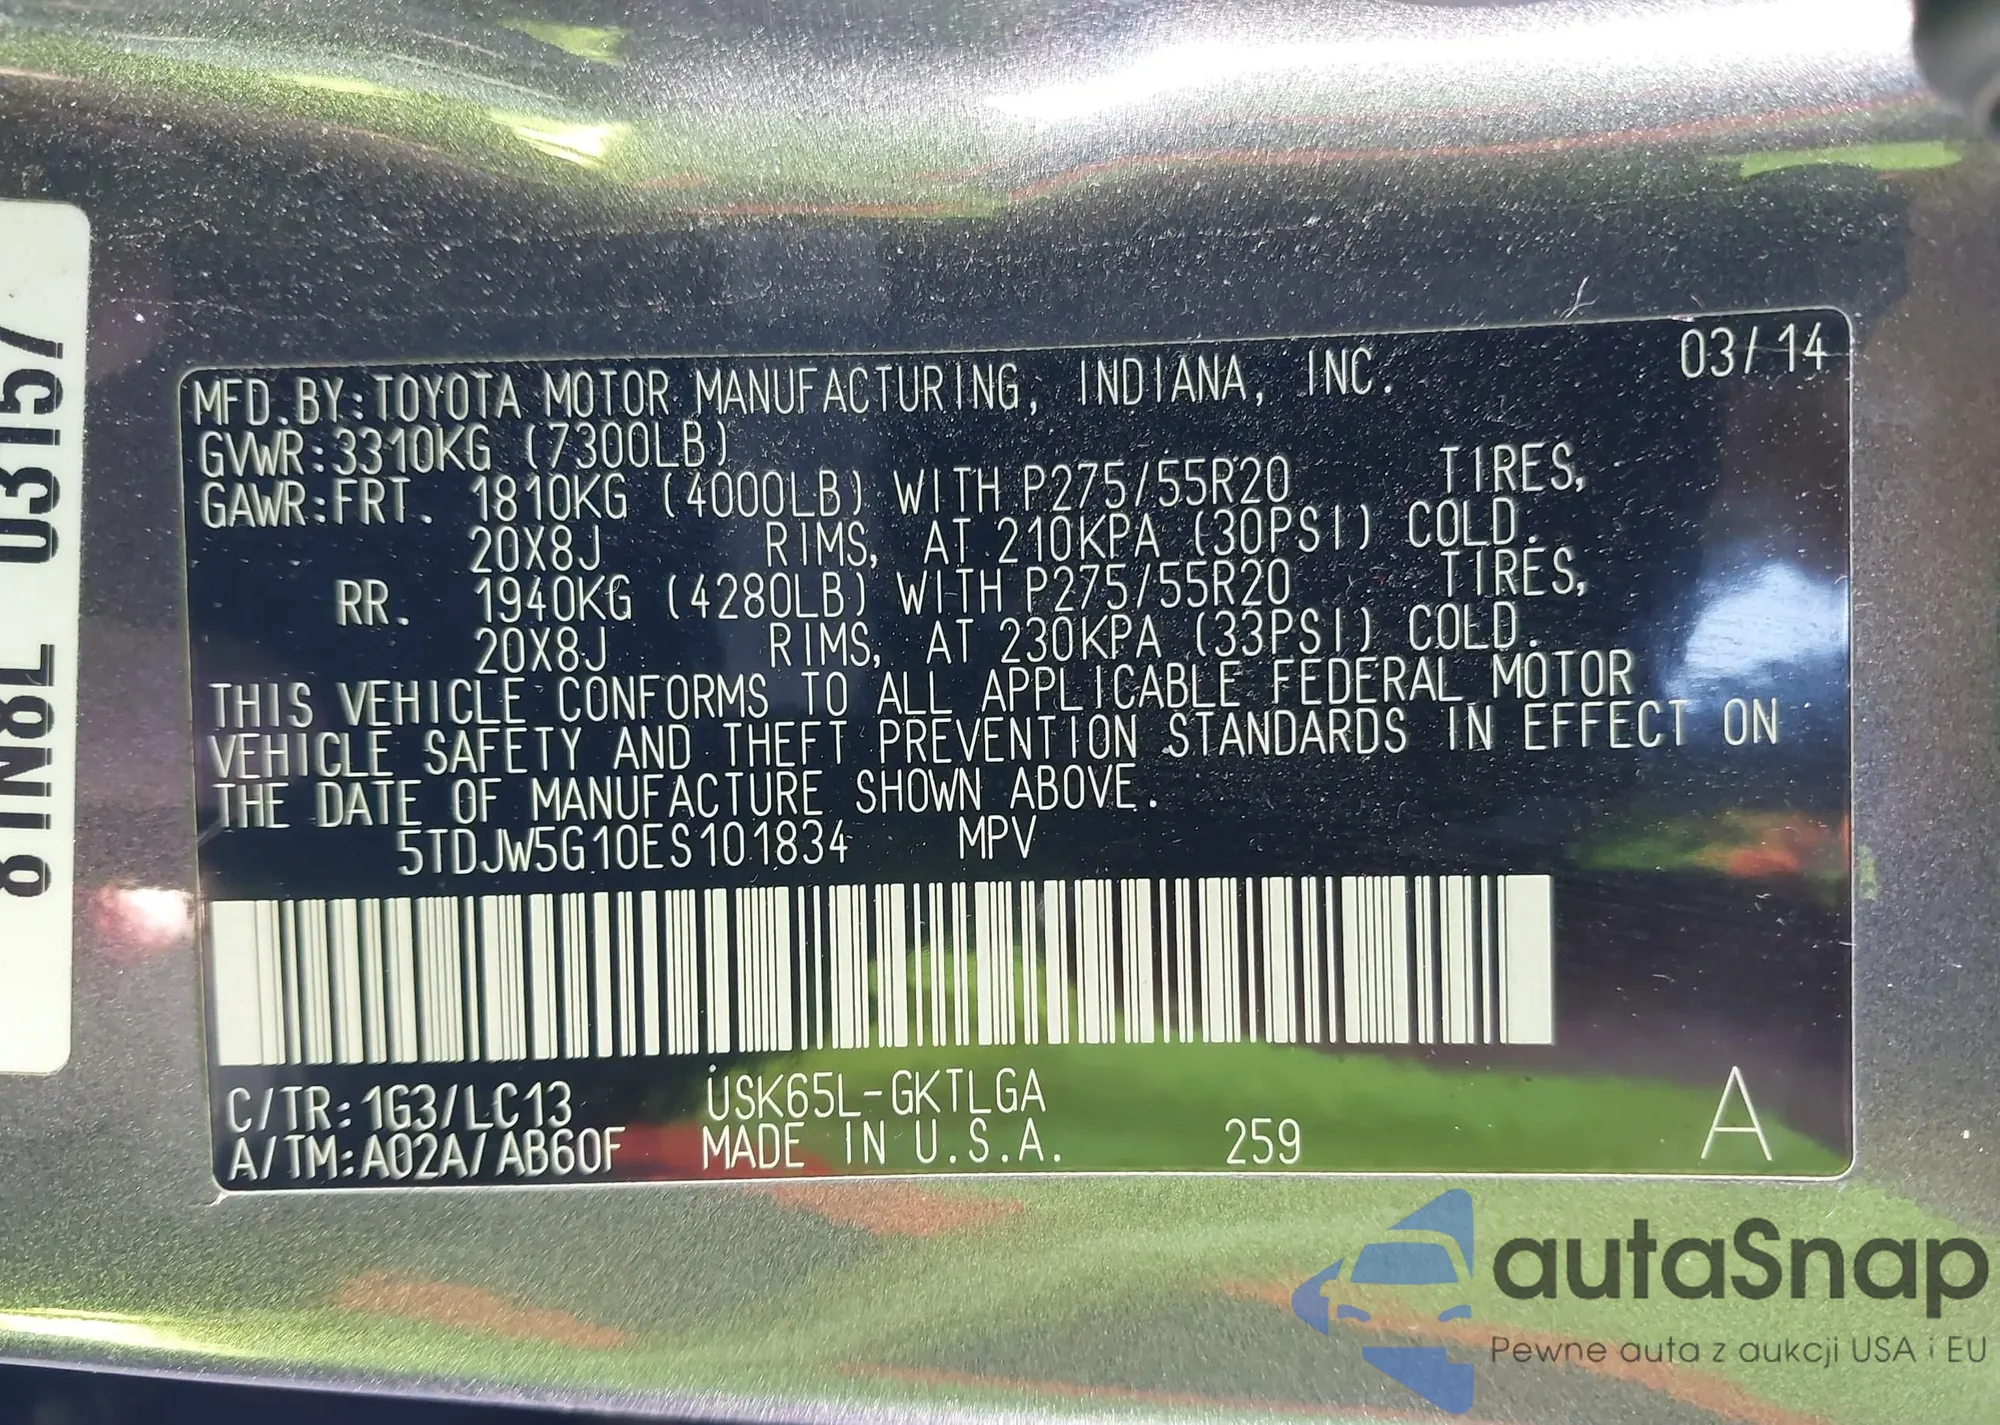 81N8L 03157
MFD.BY:TOYOTA MOTOR MANUFACTURING, INDIANA, INC. 03/14
GVWR:3310KG (7300LB)
GAWR:FRT. 1810KG (4000LB) WITH P275/55R20 TIRES,
20X8J RIMS, AT 210KPA (30PSI) COLD.
RR. 1940KG (4280LB) WITH P275/55R20 TIRES,
20X8J RIMS, AT 230KPA (33PSI) COLD.
THIS VEHICLE CONFORMS TO ALL APPLICABLE FEDERAL MOTOR
VEHICLE SAFETY AND THEFT PREVENTION STANDARDS IN EFFECT ON
THE DATE OF MANUFACTURE SHOWN ABOVE.
5TDJW5G10ES101834 MPV
C/TR:1G3/LC13 USK65L-GKTLGA
A/TM:A02A/AB60F MADE IN U.S.A. 259 A
autaSnap
Pewne auta z aukcji USA i EU